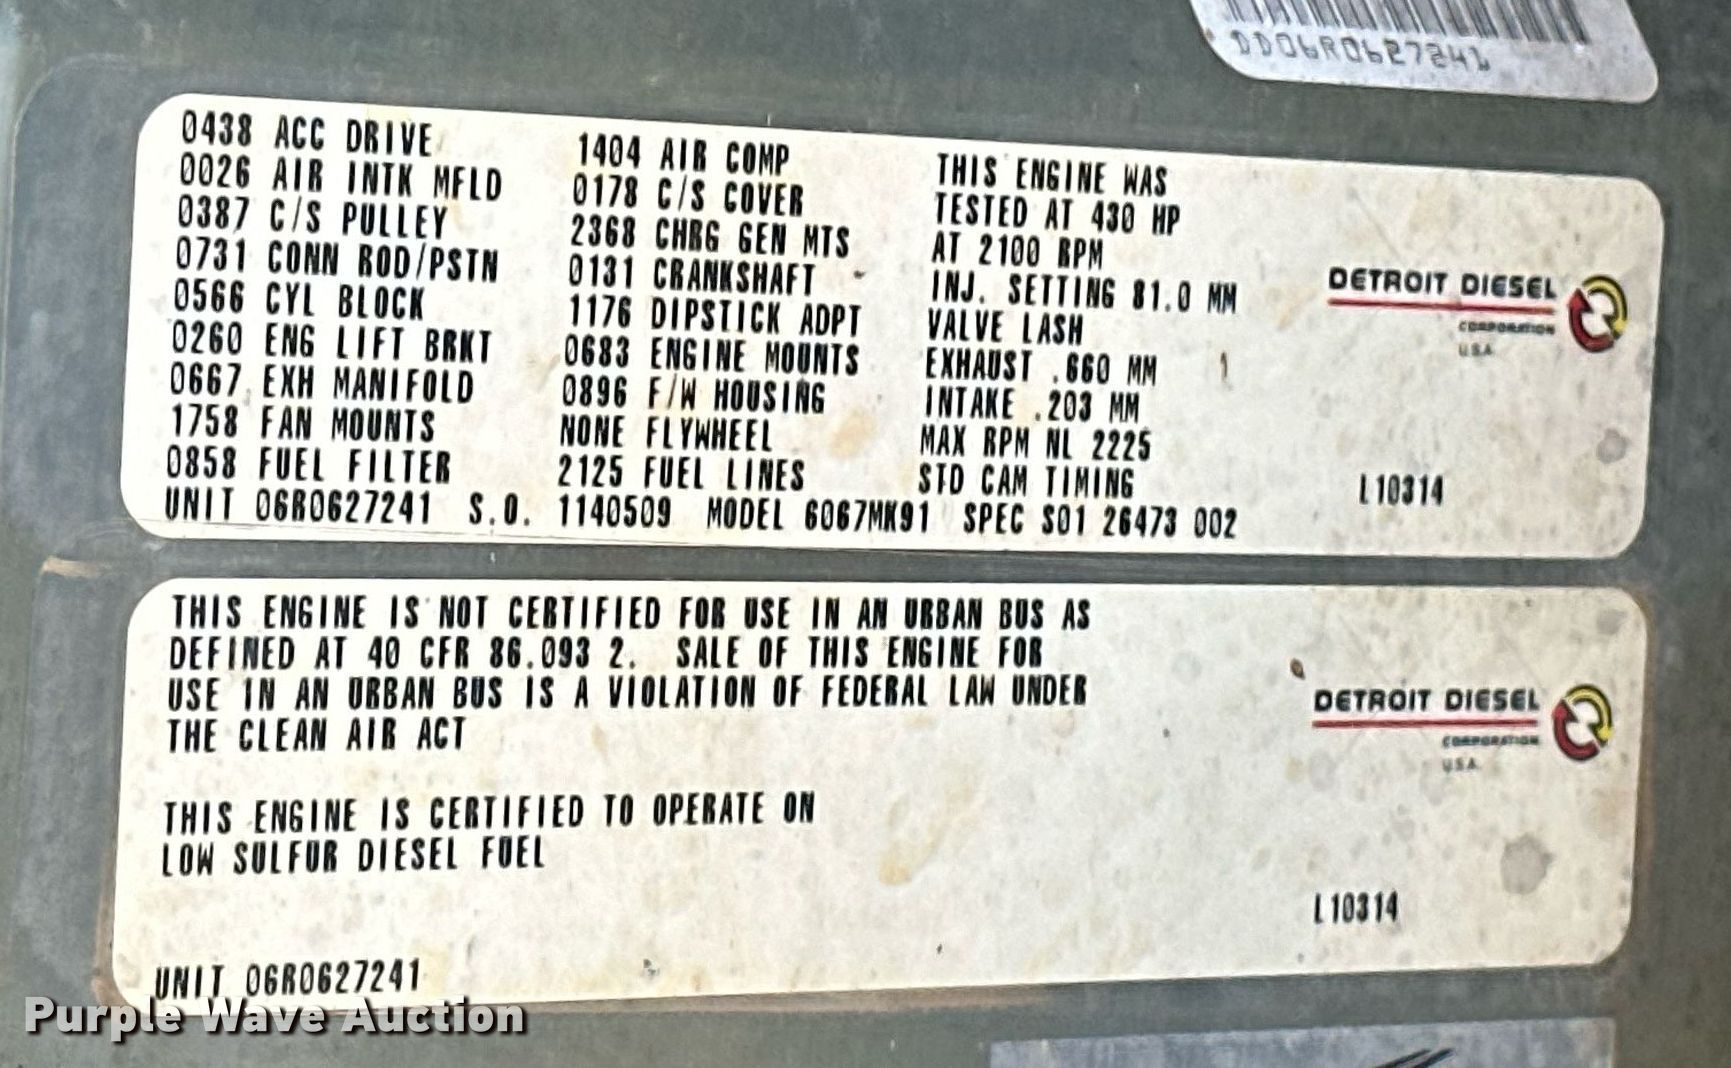 DD06R0627241
0438 ACC DRIVE 1404 AIR COMP THIS ENGINE WAS
0026 AIR INTK MFLD 0178 C/S COVER TESTED AT 430 HP
0387 C/S PULLEY 2368 CHRG GEN MTS AT 2100 RPM
0731 CONN ROD/PSTN 0131 CRANKSHAFT INJ. SETTING 81.0 MM
0566 CYL BLOCK 1176 DIPSTICK ADPT VALVE LASH
0260 ENG LIFT BRKT 0683 ENGINE MOUNTS EXHAUST .660 MM
0667 EXH MANIFOLD 0896 F/W HOUSING INTAKE .203 MM
1758 FAN MOUNTS NONE FLYWHEEL MAX RPM NL 2225
0858 FUEL FILTER 2125 FUEL LINES STD CAM TIMING
UNIT 06R0627241 S.O. 1140509 MODEL 6067MK91 SPEC S01 26473 002
DETROIT DIESEL
CORPORATION
U.S.A.
L10314
THIS ENGINE IS NOT CERTIFIED FOR USE IN AN URBAN BUS AS
DEFINED AT 40 CFR 86.093 2. SALE OF THIS ENGINE FOR
USE IN AN URBAN BUS IS A VIOLATION OF FEDERAL LAW UNDER
THE CLEAN AIR ACT
THIS ENGINE IS CERTIFIED TO OPERATE ON
LOW SULFUR DIESEL FUEL
DETROIT DIESEL
CORPORATION
U.S.A.
L10314
UNIT 06R0627241
Purple Wave Auction